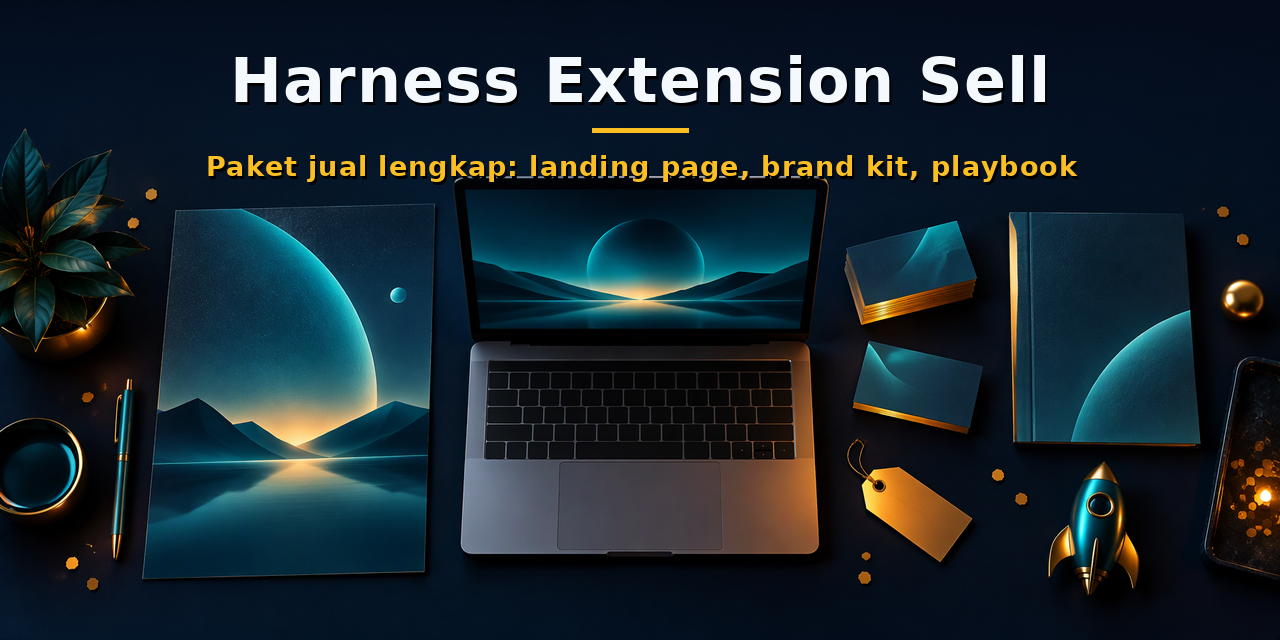 Harness Extension Sell
Paket jual lengkap: landing page, brand kit, playbook